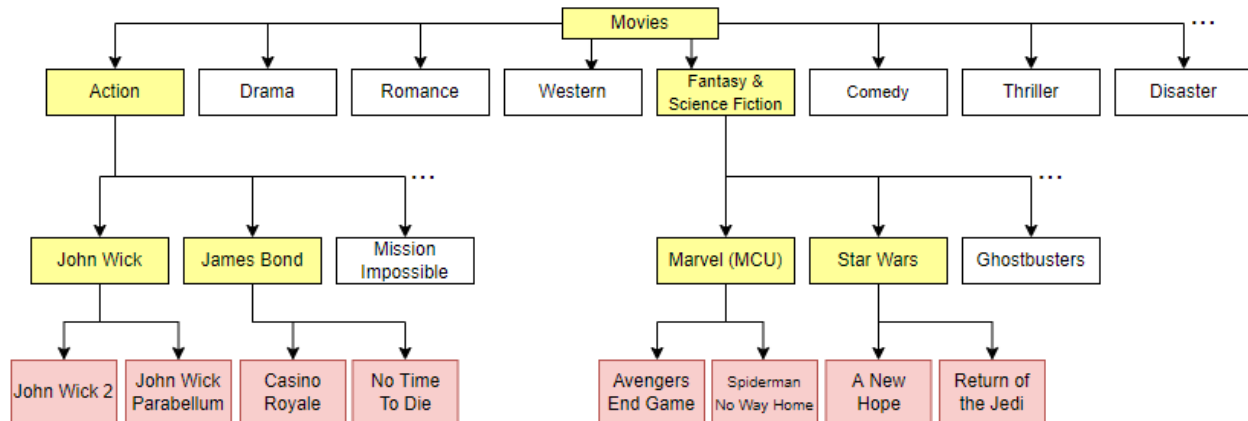 Movies
...
Action
Drama
Romance
Western
Fantasy &
Science Fiction
Comedy
Thriller
Disaster
...
...
John Wick
James Bond
Mission
Impossible
Marvel (MCU)
Star Wars
Ghostbusters
John Wick 2
John Wick
Parabellum
Casino
Royale
No Time
To Die
Avengers
End Game
Spiderman
No Way Home
A New
Hope
Return of
the Jedi